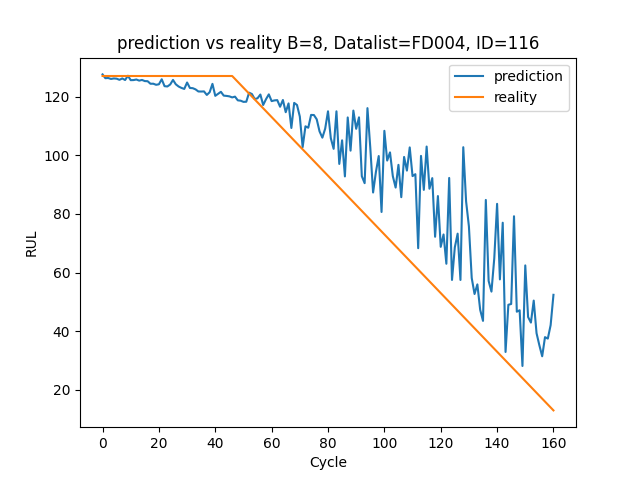 prediction vs reality B=8, Datalist=FD004, ID=116
prediction
reality
RUL
120
100
80
60
40
20
0 20 40 60 80 100 120 140 160
Cycle